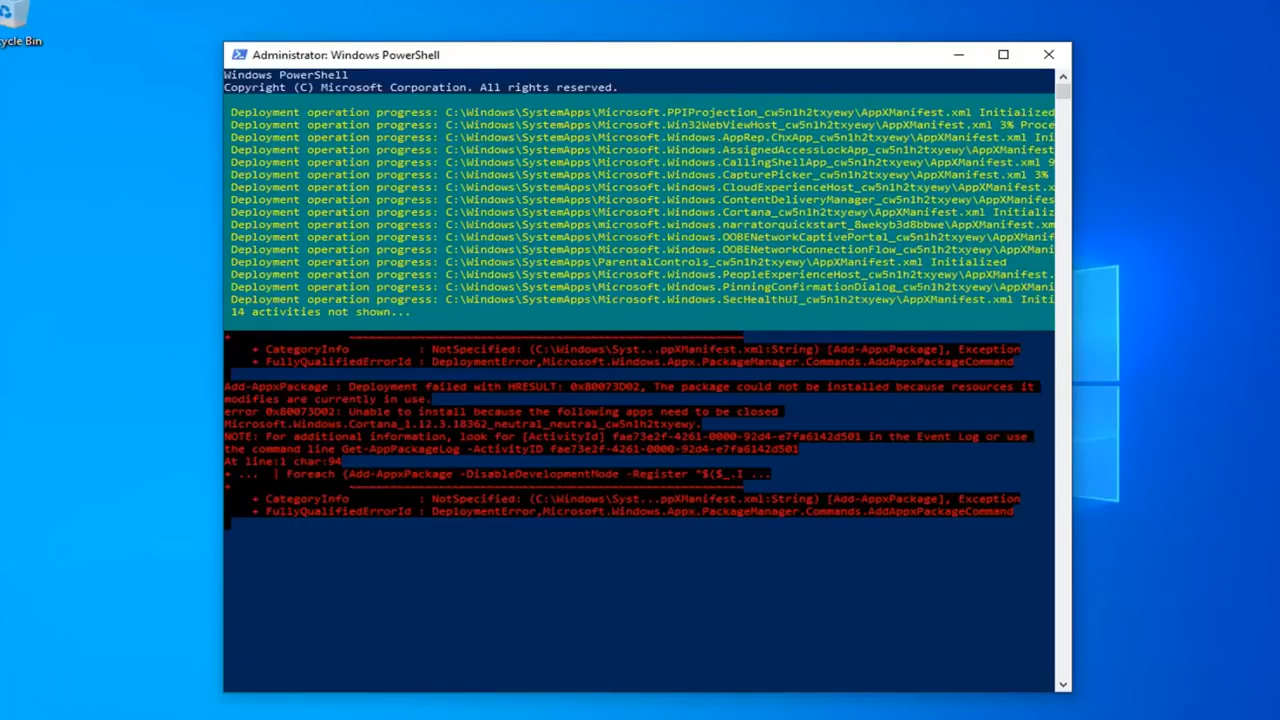 ycle Bin
Administrator: Windows PowerShell
Windows PowerShell
Copyright (C) Microsoft Corporation. All rights reserved.
Deployment operation progress: C:\Windows\SystemApps\Microsoft.PPIProjection_cw5n1h2txyewy\AppXManifest.xml Initialized
Deployment operation progress: C:\Windows\SystemApps\Microsoft.Win32WebViewHost_cw5n1h2txyewy\AppXManifest.xml 3% Proce
Deployment operation progress: C:\Windows\SystemApps\Microsoft.Windows.AppRep.ChxApp_cw5n1h2txyewy\AppXManifest.xml Ini
Deployment operation progress: C:\Windows\SystemApps\Microsoft.Windows.AssignedAccessLockApp_cw5n1h2txyewy\AppXManifest
Deployment operation progress: C:\Windows\SystemApps\Microsoft.Windows.CallingShellApp_cw5n1h2txyewy\AppXManifest.xml 9
Deployment operation progress: C:\Windows\SystemApps\Microsoft.Windows.CapturePicker_cw5n1h2txyewy\AppXManifest.xml 3%
Deployment operation progress: C:\Windows\SystemApps\Microsoft.Windows.CloudExperienceHost_cw5n1h2txyewy\AppXManifest.x
Deployment operation progress: C:\Windows\SystemApps\Microsoft.Windows.ContentDeliveryManager_cw5n1h2txyewy\AppXManifes
Deployment operation progress: C:\Windows\SystemApps\Microsoft.Windows.Cortana_cw5n1h2txyewy\AppXManifest.xml Initializ
Deployment operation progress: C:\Windows\SystemApps\Microsoft.Windows.narratorquickstart_8wekyb3d8bbwe\AppXManifest.xm
Deployment operation progress: C:\Windows\SystemApps\Microsoft.Windows.OOBENetworkCaptivePortal_cw5n1h2txyewy\AppXManif
Deployment operation progress: C:\Windows\SystemApps\Microsoft.Windows.OOBENetworkConnectionFlow_cw5n1h2txyewy\AppXMani
Deployment operation progress: C:\Windows\SystemApps\ParentalControls_cw5n1h2txyewy\AppXManifest.xml Initialized
Deployment operation progress: C:\Windows\SystemApps\Microsoft.Windows.PeopleExperienceHost_cw5n1h2txyewy\AppXManifest.
Deployment operation progress: C:\Windows\SystemApps\Microsoft.Windows.PinningConfirmationDialog_cw5n1h2txyewy\AppXMani
Deployment operation progress: C:\Windows\SystemApps\Microsoft.Windows.SecHealthUI_cw5n1h2txyewy\AppXManifest.xml Initi
14 activities not shown...
+ ~~~~~~~~~~~~~~~~~~~~~~~~~~~~~~~~~~~~~~~~~~~~~~~~~~~~~~~~~
+ CategoryInfo : NotSpecified: (C:\Windows\Syst...ppXManifest.xml:String) [Add-AppxPackage], Exception
+ FullyQualifiedErrorId : DeploymentError,Microsoft.Windows.Appx.PackageManager.Commands.AddAppxPackageCommand
Add-AppxPackage : Deployment failed with HRESULT: 0x80073D02, The package could not be installed because resources it
modifies are currently in use.
error 0x80073D02: Unable to install because the following apps need to be closed
Microsoft.Windows.Cortana_1.12.3.18362_neutral_neutral_cw5n1h2txyewy.
NOTE: For additional information, look for [ActivityId] fae73e2f-4261-0000-92d4-e7fa6142d501 in the Event Log or use
the command line Get-AppPackageLog -ActivityID fae73e2f-4261-0000-92d4-e7fa6142d501
At line:1 char:94
+ ... | Foreach {Add-AppxPackage -DisableDevelopmentMode -Register "$($_.I ...
+ ~~~~~~~~~~~~~~~~~~~~~~~~~~~~~~~~~~~~~~~~~~~~~~~~~~~~~~~~~
+ CategoryInfo : NotSpecified: (C:\Windows\Syst...ppXManifest.xml:String) [Add-AppxPackage], Exception
+ FullyQualifiedErrorId : DeploymentError,Microsoft.Windows.Appx.PackageManager.Commands.AddAppxPackageCommand